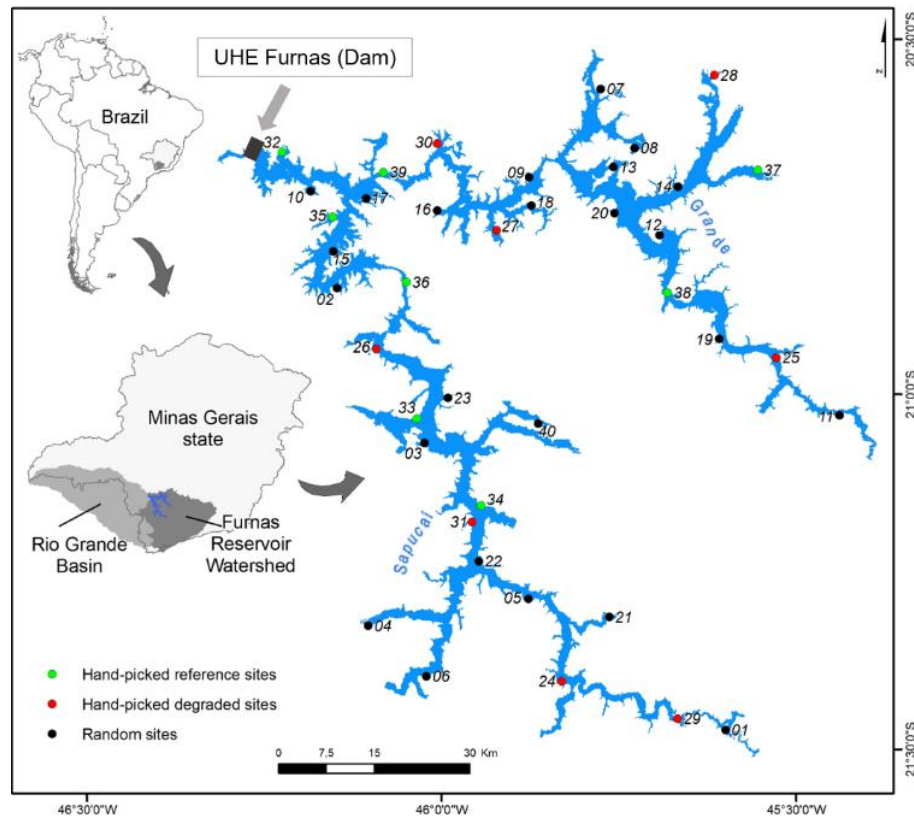 UHE Furnas (Dam)
Brazil
Minas Gerais
state
Rio Grande
Basin
Furnas
Reservoir
Watershed
Hand-picked reference sites
Hand-picked degraded sites
Random sites
0 7.5 15 30 Km
Grande
Sapucaí
z
07
28
08
32
30
39
13
37
09
14
10
17
18
16
20
35
27
12
15
36
02
38
19
26
25
23
11
33
40
03
34
31
22
05
21
04
06
24
29
01
20°30'0"S
21°0'0"S
21°30'0"S
46°30'0"W
46°0'0"W
45°30'0"W